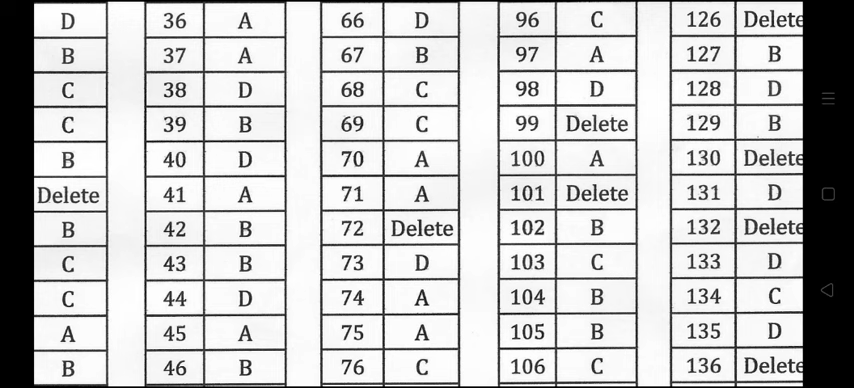 D 36 A 66 D 96 C 126 Delete
B 37 A 67 B 97 A 127 B
C 38 D 68 C 98 D 128 D
C 39 B 69 C 99 Delete 129 B
B 40 D 70 A 100 A 130 Delete
Delete 41 A 71 A 101 Delete 131 D
B 42 B 72 Delete 102 B 132 Delete
C 43 B 73 D 103 C 133 D
C 44 D 74 A 104 B 134 C
A 45 A 75 A 105 B 135 D
B 46 B 76 C 106 C 136 Delete